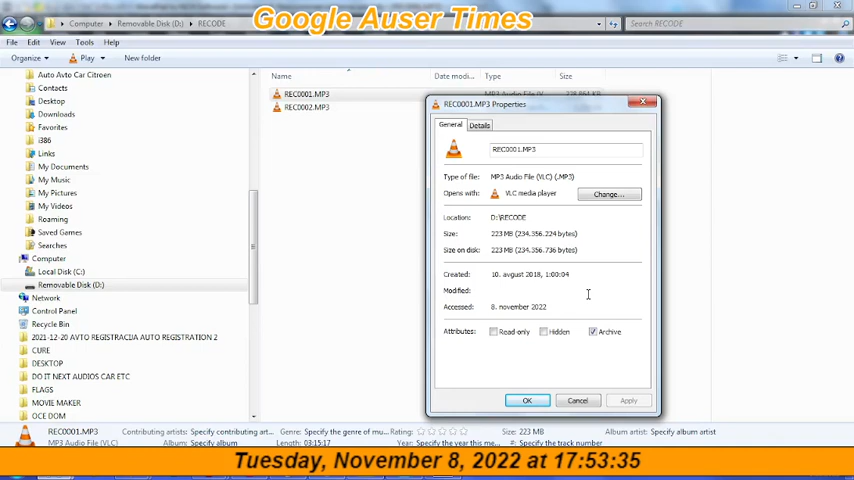 Google Auser Times
Computer ▸ Removable Disk (D:) ▸ RECODE
Search RECODE
File Edit View Tools Help
Organize Play New folder
Name Date modi... Type Size
Auto Avto Car Citroen
Contacts
Desktop
Downloads
Favorites
i386
Links
My Documents
My Music
My Pictures
My Videos
Roaming
Saved Games
Searches
Computer
Local Disk (C:)
Removable Disk (D:)
Network
Control Panel
Recycle Bin
2021-12-20 AVTO REGISTRACIJA AUTO REGISTRATION 2
CURE
DESKTOP
DO IT NEXT AUDIOS CAR ETC
FLAGS
MOVIE MAKER
OCE DOM
REC0001.MP3
REC0002.MP3
REC0001.MP3 Properties
General Details
REC0001.MP3
Type of file: MP3 Audio File (VLC) (.MP3)
Opens with: VLC media player Change...
Location: D:\RECODE
Size: 223 MB (234.356.224 bytes)
Size on disk: 223 MB (234.356.736 bytes)
Created: 10. avgust 2018, 1:00:04
Modified:
Accessed: 8. november 2022
Attributes: Read-only Hidden Archive
OK Cancel Apply
REC0001.MP3 Contributing artists: Specify contributing art... Genre: Specify the genre of mu... Rating: Size: 223 MB Album artist: Specify album artist
MP3 Audio File (VLC) Album: Specify album Length: 03:15:17 Year: Specify the year this me... #: Specify the track number
Tuesday, November 8, 2022 at 17:53:35